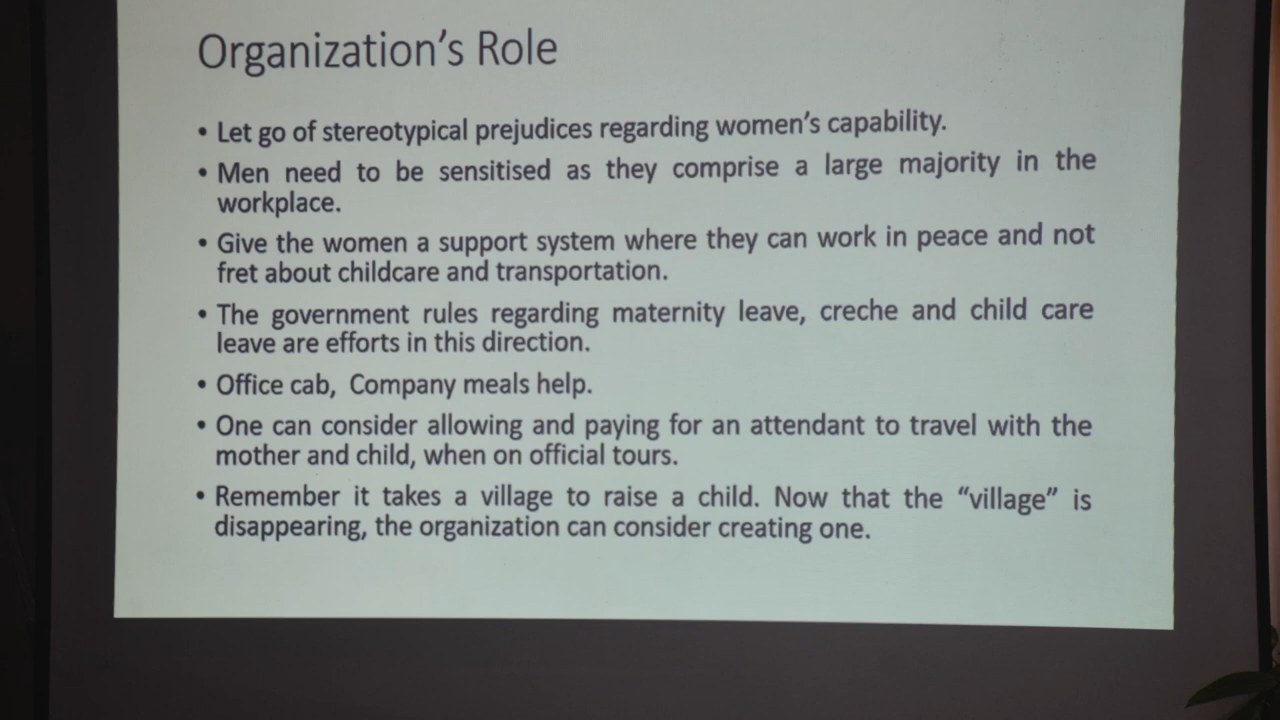 Organization's Role
• Let go of stereotypical prejudices regarding women's capability.
• Men need to be sensitised as they comprise a large majority in the
workplace.
• Give the women a support system where they can work in peace and not
fret about childcare and transportation.
• The government rules regarding maternity leave, creche and child care
leave are efforts in this direction.
• Office cab,  Company meals help.
• One can consider allowing and paying for an attendant to travel with the
mother and child, when on official tours.
• Remember it takes a village to raise a child. Now that the “village” is
disappearing, the organization can consider creating one.